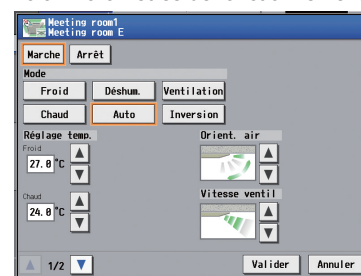 Meeting room1
Meeting room E
Marche Arrêt
Mode
Froid Déshum. Ventilation
Chaud Auto Inversion
Réglage temp. Orient. air
Froid
27.0 °C
Vitesse ventil
Chaud
24.0 °C
1/2 Valider Annuler